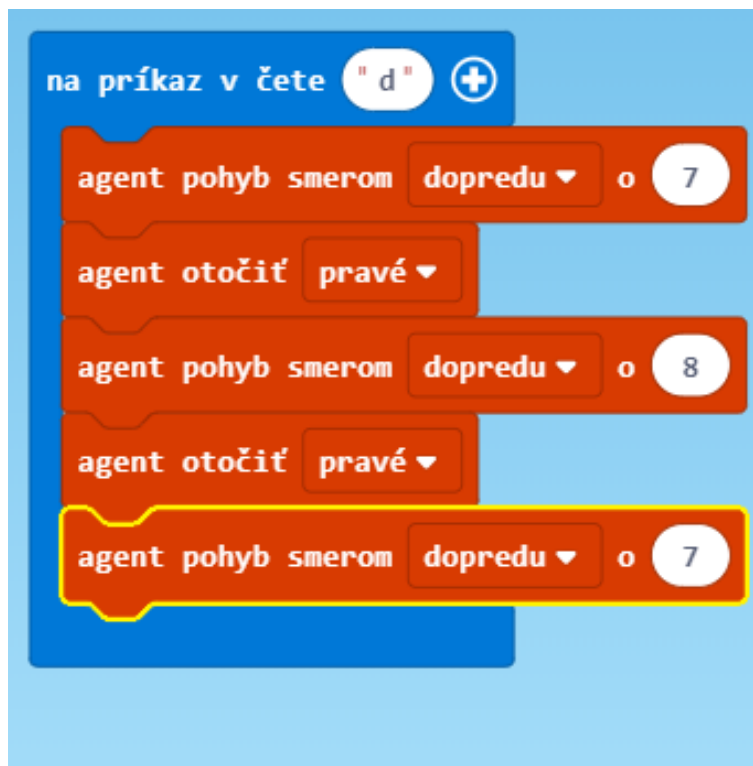 na príkaz v čete "d"
agent pohyb smerom dopredu o 7
agent otočiť pravé
agent pohyb smerom dopredu o 8
agent otočiť pravé
agent pohyb smerom dopredu o 7